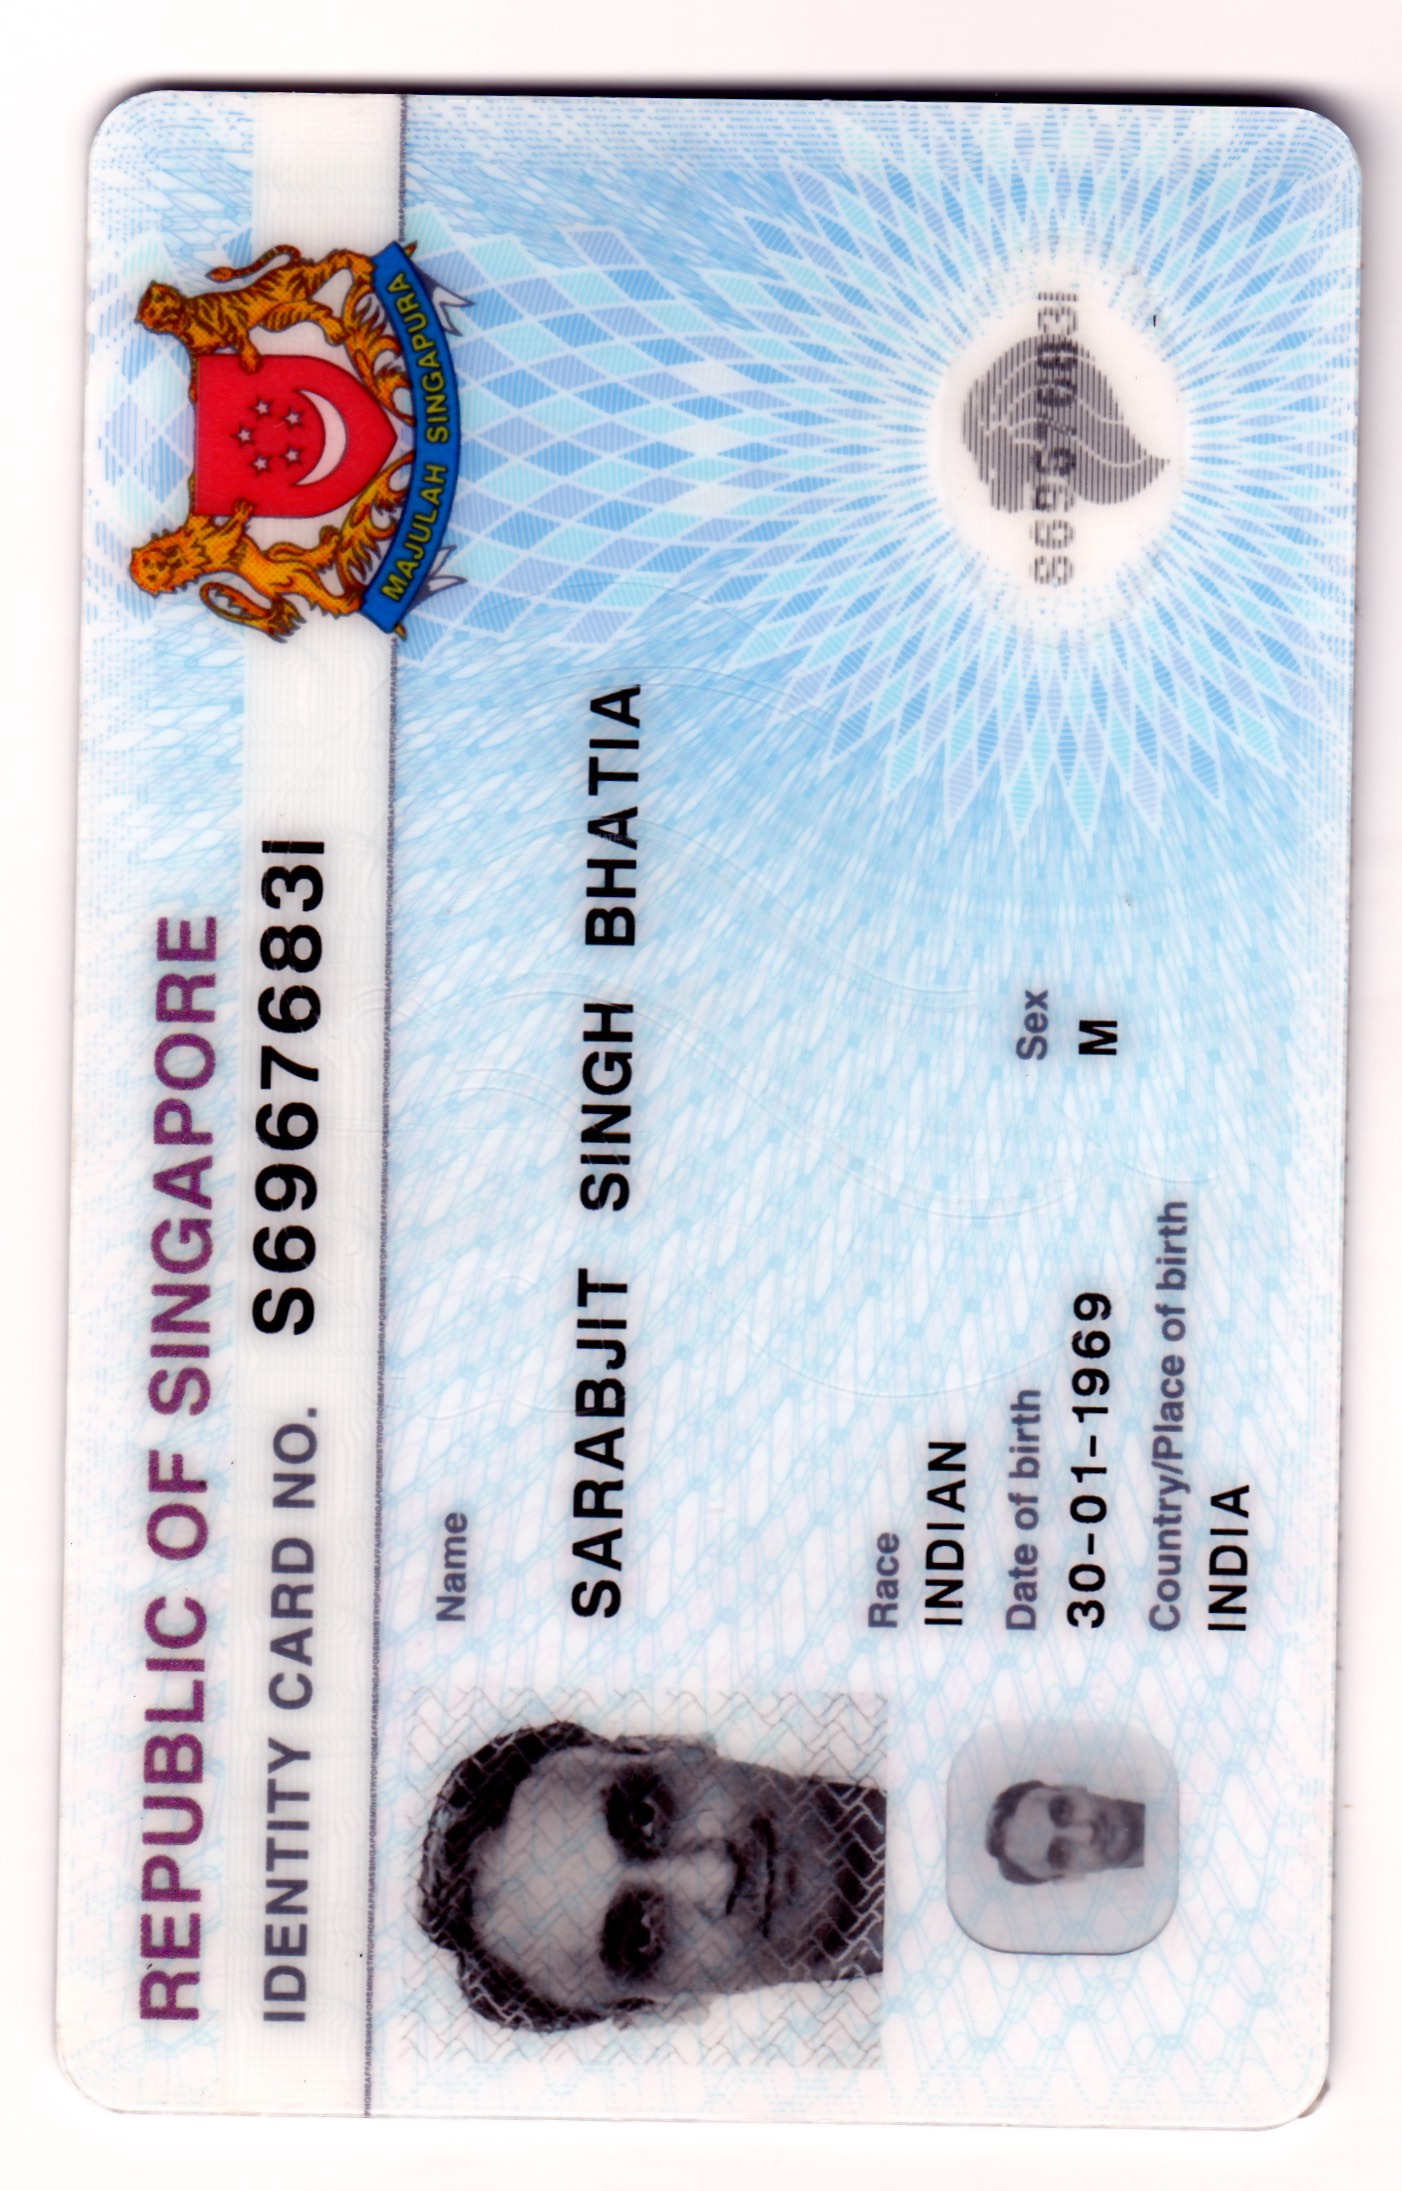 REPUBLIC OF SINGAPORE
IDENTITY CARD NO. S6967683I
MAJULAH SINGAPURA
Name
SARABJIT SINGH BHATIA
Race
INDIAN
Date of birth
30-01-1969
Sex
M
Country/Place of birth
INDIA